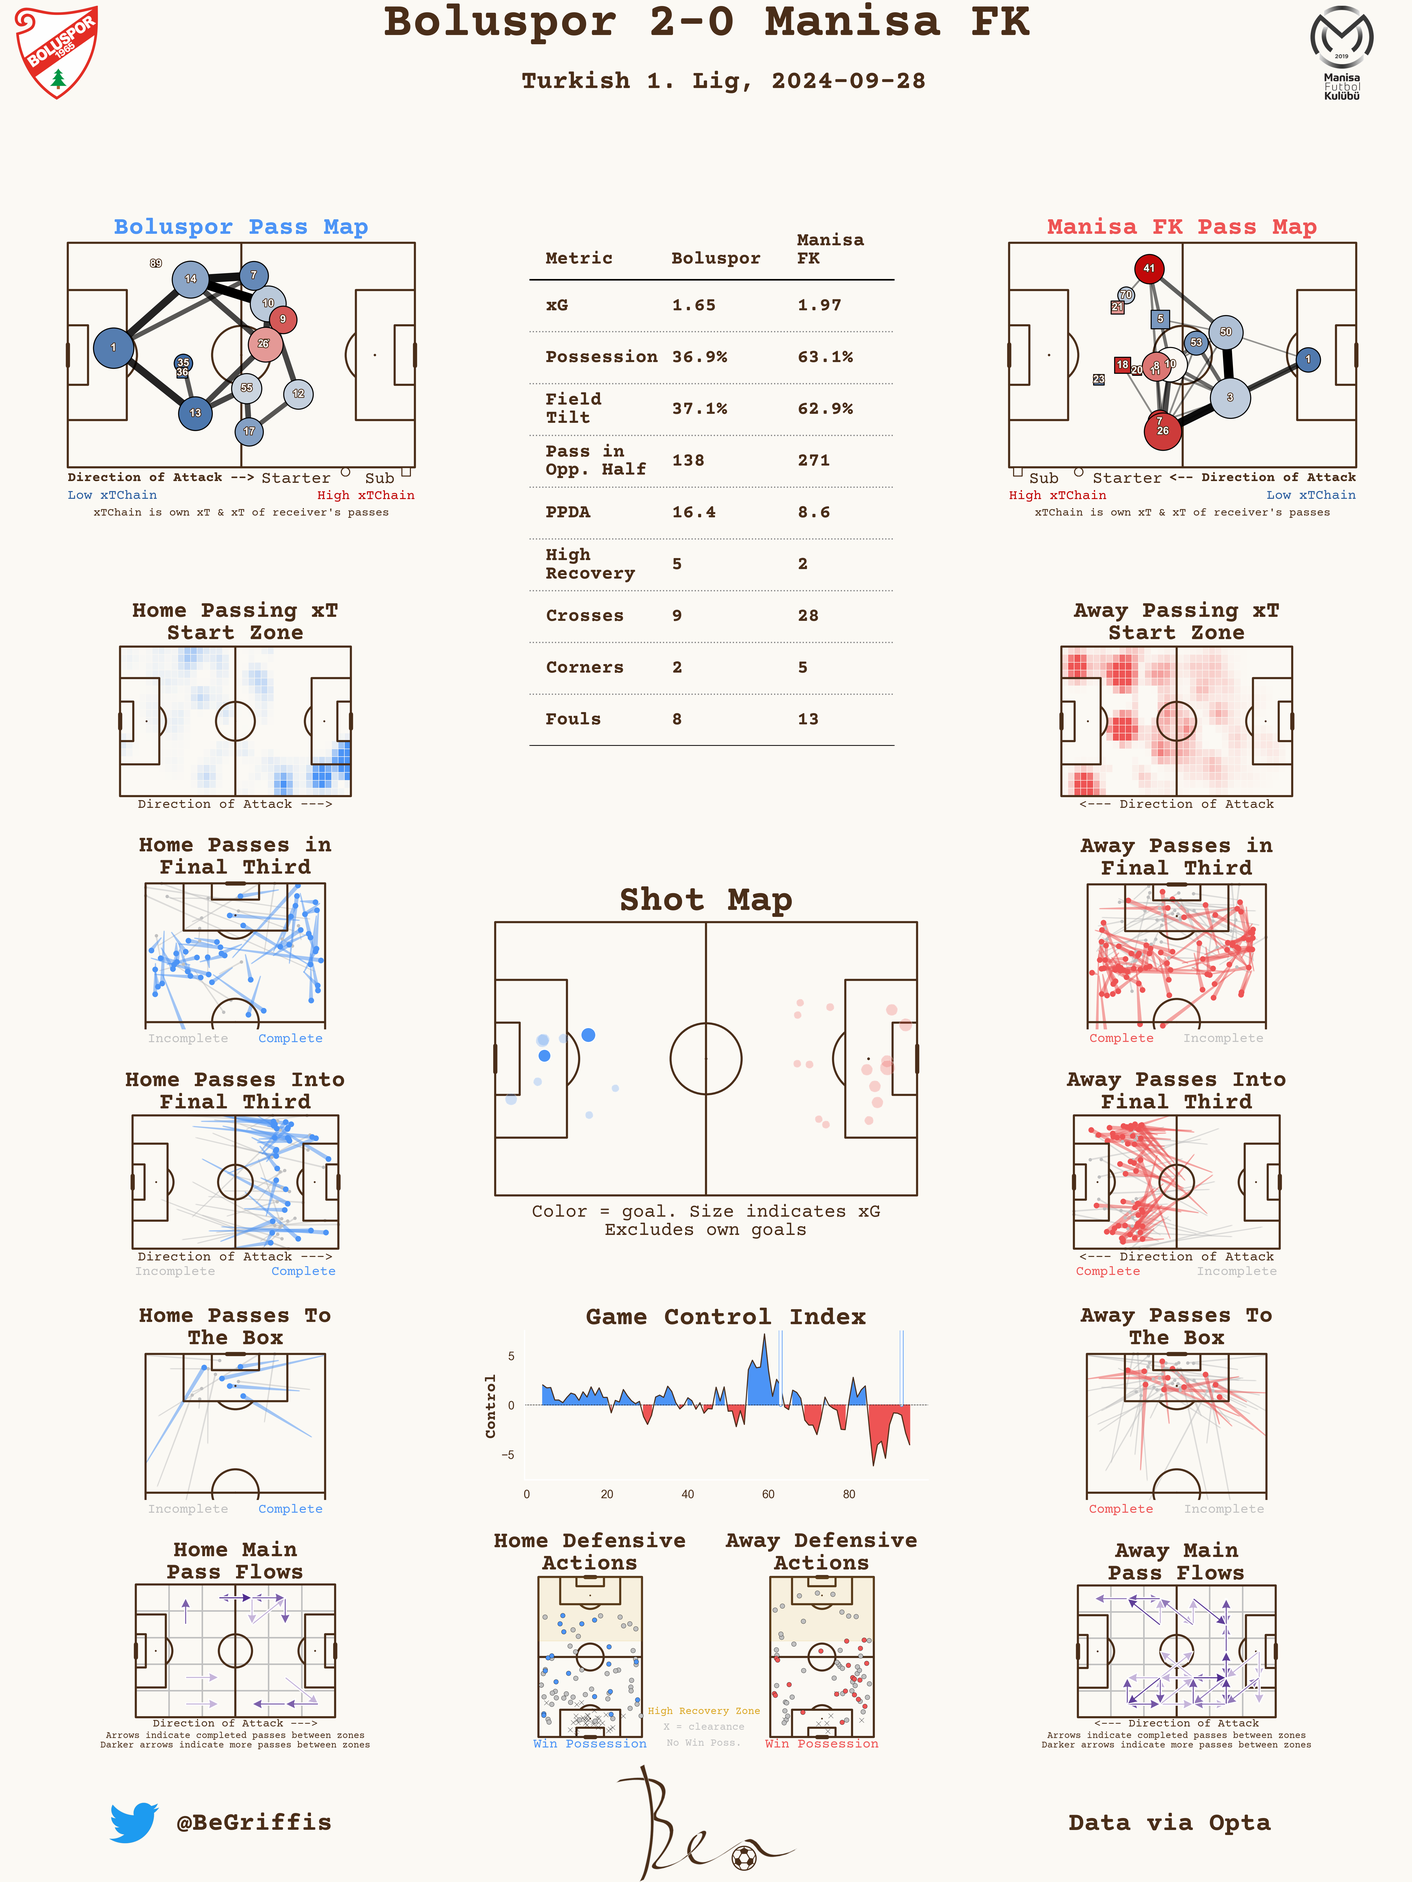 Boluspor 2-0 Manisa FK
Turkish 1. Lig, 2024-09-28
BOLUSPOR
1965
2019
Manisa
Futbol
Kulübü
Boluspor Pass Map
89
14
7
10
9
1
26
35
36
55
12
13
17
Direction of Attack --> Starter Sub
Low xTChain High xTChain
xTChain is own xT & xT of receiver's passes
Metric Boluspor Manisa FK
xG 1.65 1.97
Possession 36.9% 63.1%
Field Tilt 37.1% 62.9%
Pass in Opp. Half 138 271
PPDA 16.4 8.6
High Recovery 5 2
Crosses 9 28
Corners 2 5
Fouls 8 13
Manisa FK Pass Map
41
70
21
5
50
53
1
18
20
8
11
10
23
3
7
26
Sub Starter <-- Direction of Attack
High xTChain Low xTChain
xTChain is own xT & xT of receiver's passes
Home Passing xT
Start Zone
Direction of Attack --->
Away Passing xT
Start Zone
<--- Direction of Attack
Home Passes in
Final Third
Incomplete Complete
Away Passes in
Final Third
Complete Incomplete
Shot Map
Color = goal. Size indicates xG
Excludes own goals
Home Passes Into
Final Third
Direction of Attack --->
Incomplete Complete
Away Passes Into
Final Third
<--- Direction of Attack
Complete Incomplete
Home Passes To
The Box
Incomplete Complete
Game Control Index
Control
5
0
−5
0 20 40 60 80
Away Passes To
The Box
Complete Incomplete
Home Main
Pass Flows
Direction of Attack --->
Arrows indicate completed passes between zones
Darker arrows indicate more passes between zones
Home Defensive
Actions
Win Possession
High Recovery Zone
X = clearance
No Win Poss.
Away Defensive
Actions
Win Possession
Away Main
Pass Flows
<--- Direction of Attack
Arrows indicate completed passes between zones
Darker arrows indicate more passes between zones
@BeGriffis
Ben
Data via Opta